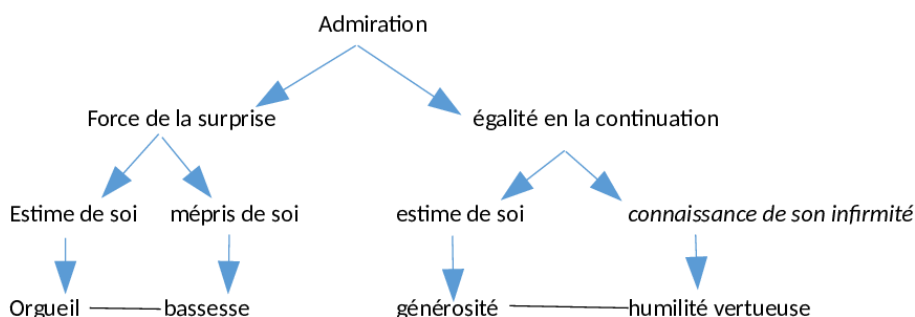 Admiration
Force de la surprise
égalité en la continuation
Estime de soi
mépris de soi
estime de soi
connaissance de son infirmité
Orgueil
bassesse
générosité
humilité vertueuse